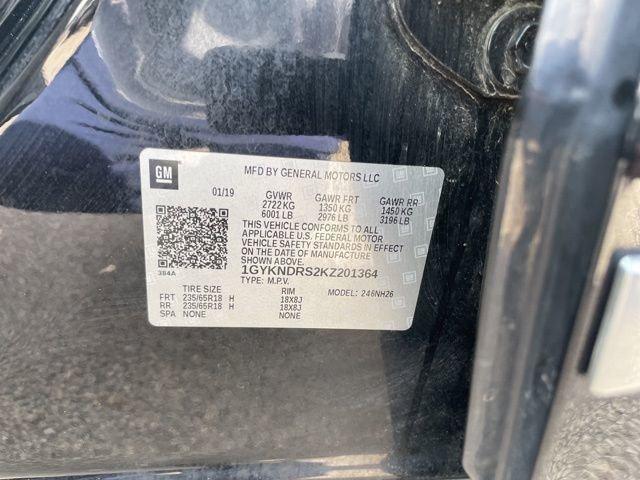 GM
MFD BY GENERAL MOTORS LLC
01/19 GVWR GAWR FRT GAWR RR
2722 KG 1350 KG 1450 KG
6001 LB 2976 LB 3196 LB
THIS VEHICLE CONFORMS TO ALL
APPLICABLE U.S. FEDERAL MOTOR
VEHICLE SAFETY STANDARDS IN EFFECT
ON THE DATE OF MANUFACTURE
SHOWN ABOVE.
1GYKNDRS2KZ201364
384A TYPE: M.P.V.
TIRE SIZE RIM MODEL: 246NH26
FRT 235/65R18 H 18X8J
RR 235/65R18 H 18X8J
SPA NONE NONE